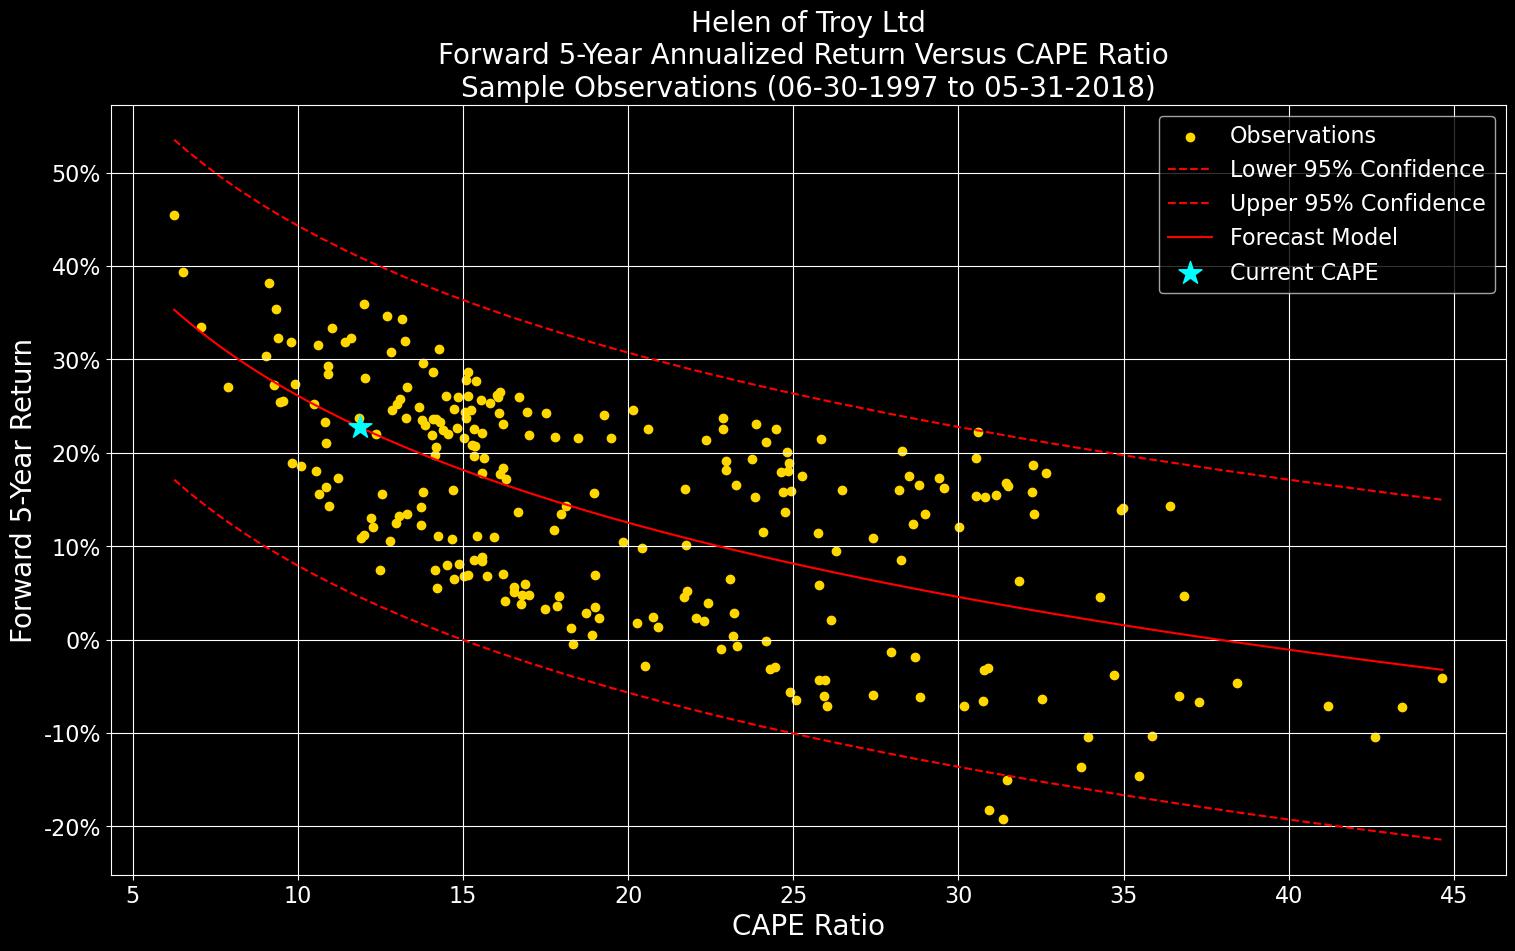 Helen of Troy Ltd
Forward 5-Year Annualized Return Versus CAPE Ratio
Sample Observations (06-30-1997 to 05-31-2018)
Observations
Lower 95% Confidence
Upper 95% Confidence
Forecast Model
Current CAPE
Forward 5-Year Return
50%
40%
30%
20%
10%
0%
-10%
-20%
5 10 15 20 25 30 35 40 45
CAPE Ratio